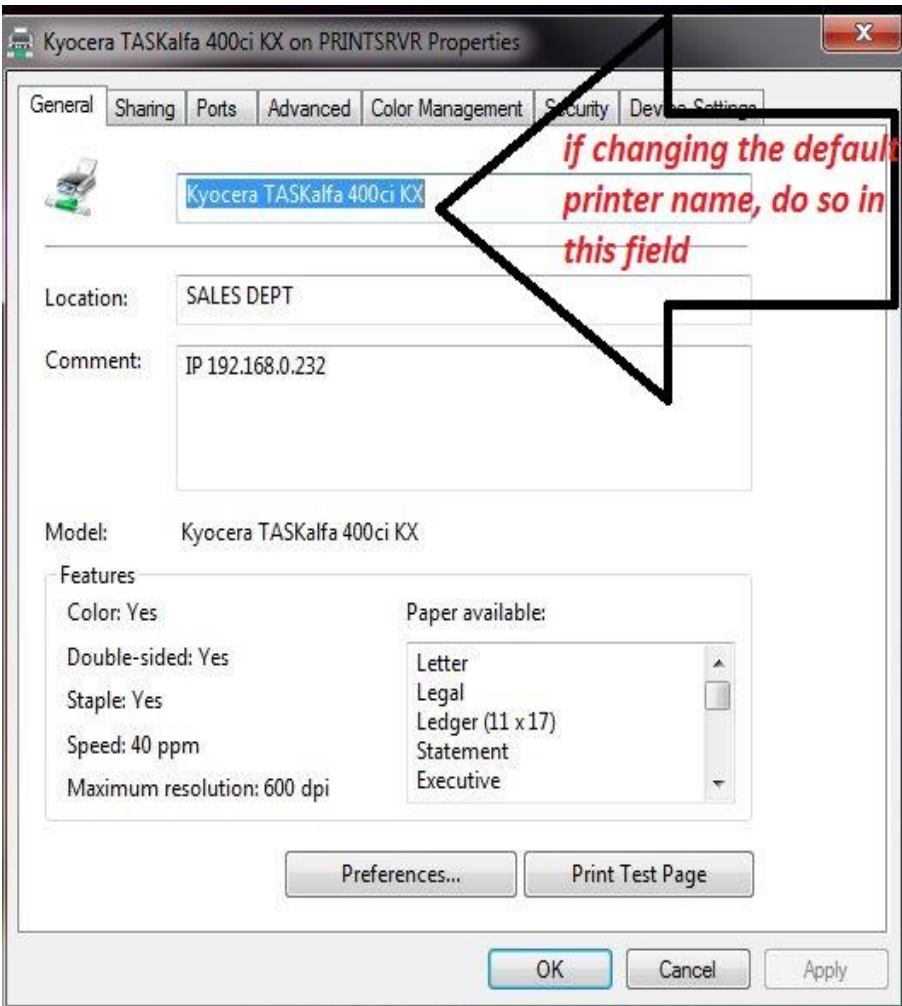 Kyocera TASKalfa 400ci KX on PRINTSRVR Properties
x
General Sharing Ports Advanced Color Management Security Device Settings
Kyocera TASKalfa 400ci KX
if changing the default
printer name, do so in
this field
Location: SALES DEPT
Comment: IP 192.168.0.232
Model: Kyocera TASKalfa 400ci KX
Features
Color: Yes
Paper available:
Double-sided: Yes
Staple: Yes
Speed: 40 ppm
Maximum resolution: 600 dpi
Letter
Legal
Ledger (11 x 17)
Statement
Executive
Preferences... Print Test Page
OK Cancel Apply